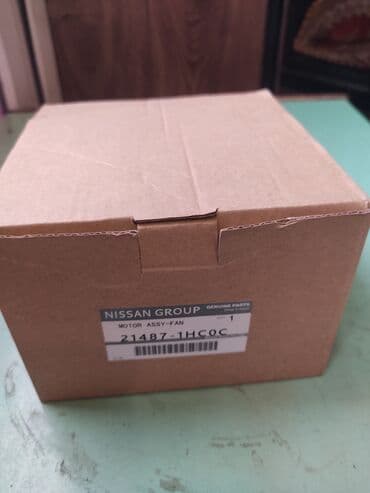 NISSAN GROUP GENUINE PARTS
MOTOR ASSY-FAN 1
21487-1HC0C